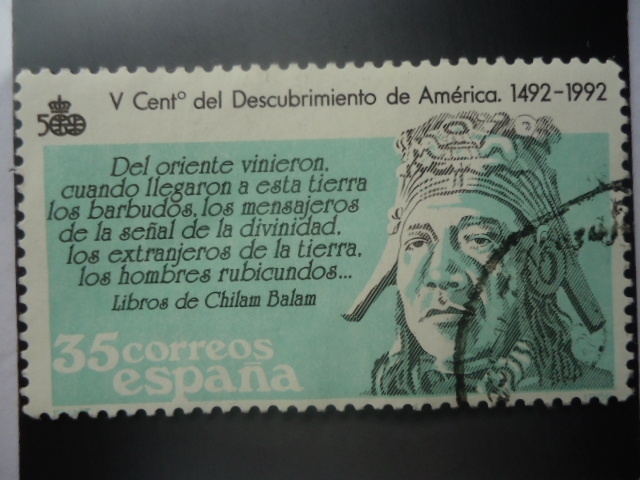 V Centº del Descubrimiento de América. 1492-1992
500
Del oriente vinieron,
cuando llegaron a esta tierra
los barbudos, los mensajeros
de la señal de la divinidad,
los extranjeros de la tierra,
los hombres rubicundos...
Libros de Chilam Balam
35 correos
españa